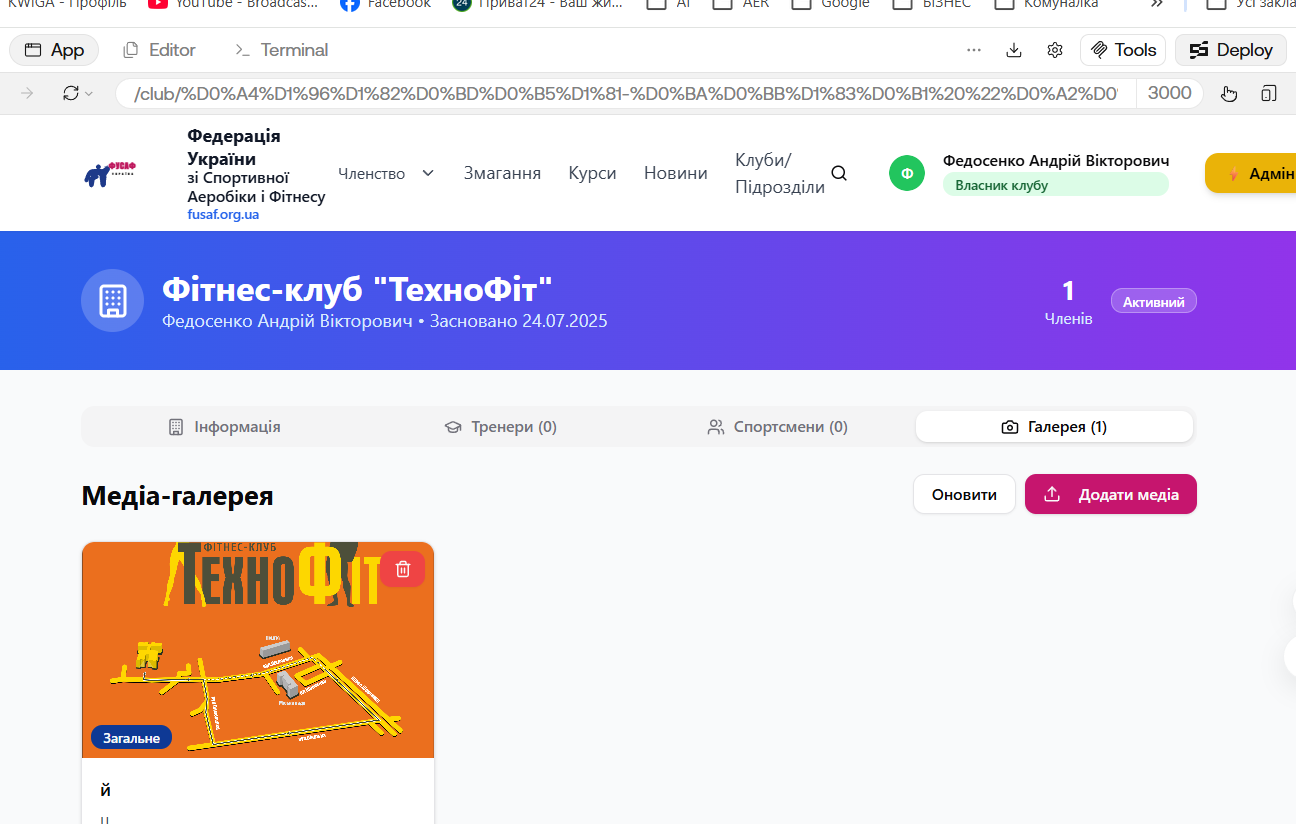 KWIGA - Профіль
YouTube - Broadcas...
Facebook
24 Приват24 - Ваш жи...
AI
AER
Google
БІЗНЕС
Комуналка
»
Усі закла
App
Editor
Terminal
Tools
Deploy
/club/%D0%A4%D1%96%D1%82%D0%BD%D0%B5%D1%81-%D0%BA%D0%BB%D1%83%D0%B1%20%22%D0%A2%D0
3000
ФУСАФ
УКРАЇНА
Федерація
України
зі Спортивної
Аеробіки і Фітнесу
fusaf.org.ua
Членство
Змагання
Курси
Новини
Клуби/
Підрозділи
Ф
Федосенко Андрій Вікторович
Власник клубу
Адмін
Фітнес-клуб "ТехноФіт"
Федосенко Андрій Вікторович • Засновано 24.07.2025
1
Членів
Активний
Інформація
Тренери (0)
Спортсмени (0)
Галерея (1)
Медіа-галерея
Оновити
Додати медіа
ФІТНЕС-КЛУБ
ТЕХНОФІТ
Загальне
й